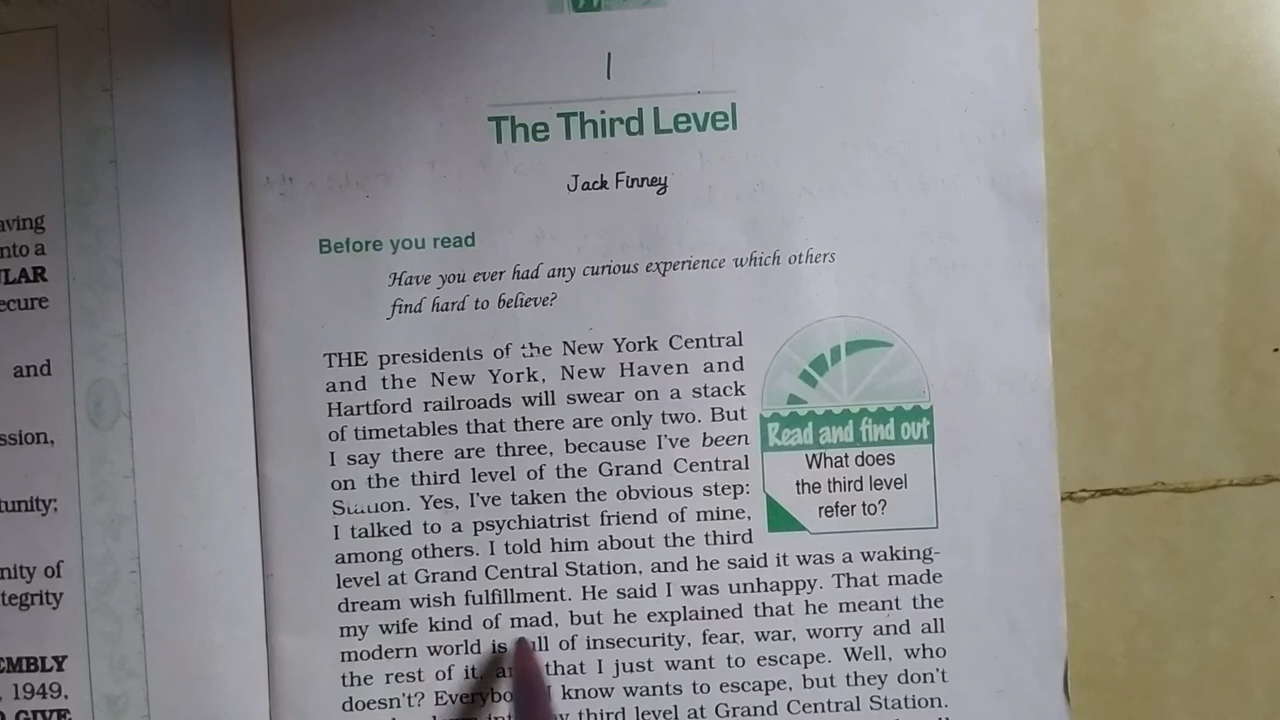 aving
nto a
ULAR
ecure
and
ssion,
tunity;
nity of
tegrity
EMBLY
, 1949,
O GIVE
1
The Third Level
Jack Finney
Before you read
Have you ever had any curious experience which others
find hard to believe?
THE presidents of the New York Central
and the New York, New Haven and
Hartford railroads will swear on a stack
of timetables that there are only two. But
I say there are three, because I've been
on the third level of the Grand Central
Station. Yes, I've taken the obvious step:
I talked to a psychiatrist friend of mine,
among others. I told him about the third
level at Grand Central Station, and he said it was a waking-
dream wish fulfillment. He said I was unhappy. That made
my wife kind of mad, but he explained that he meant the
modern world is full of insecurity, fear, war, worry and all
the rest of it, and that I just want to escape. Well, who
doesn't? Everybody I know wants to escape, but they don't
third level at Grand Central Station.
Read and find out
What does
the third level
refer to?